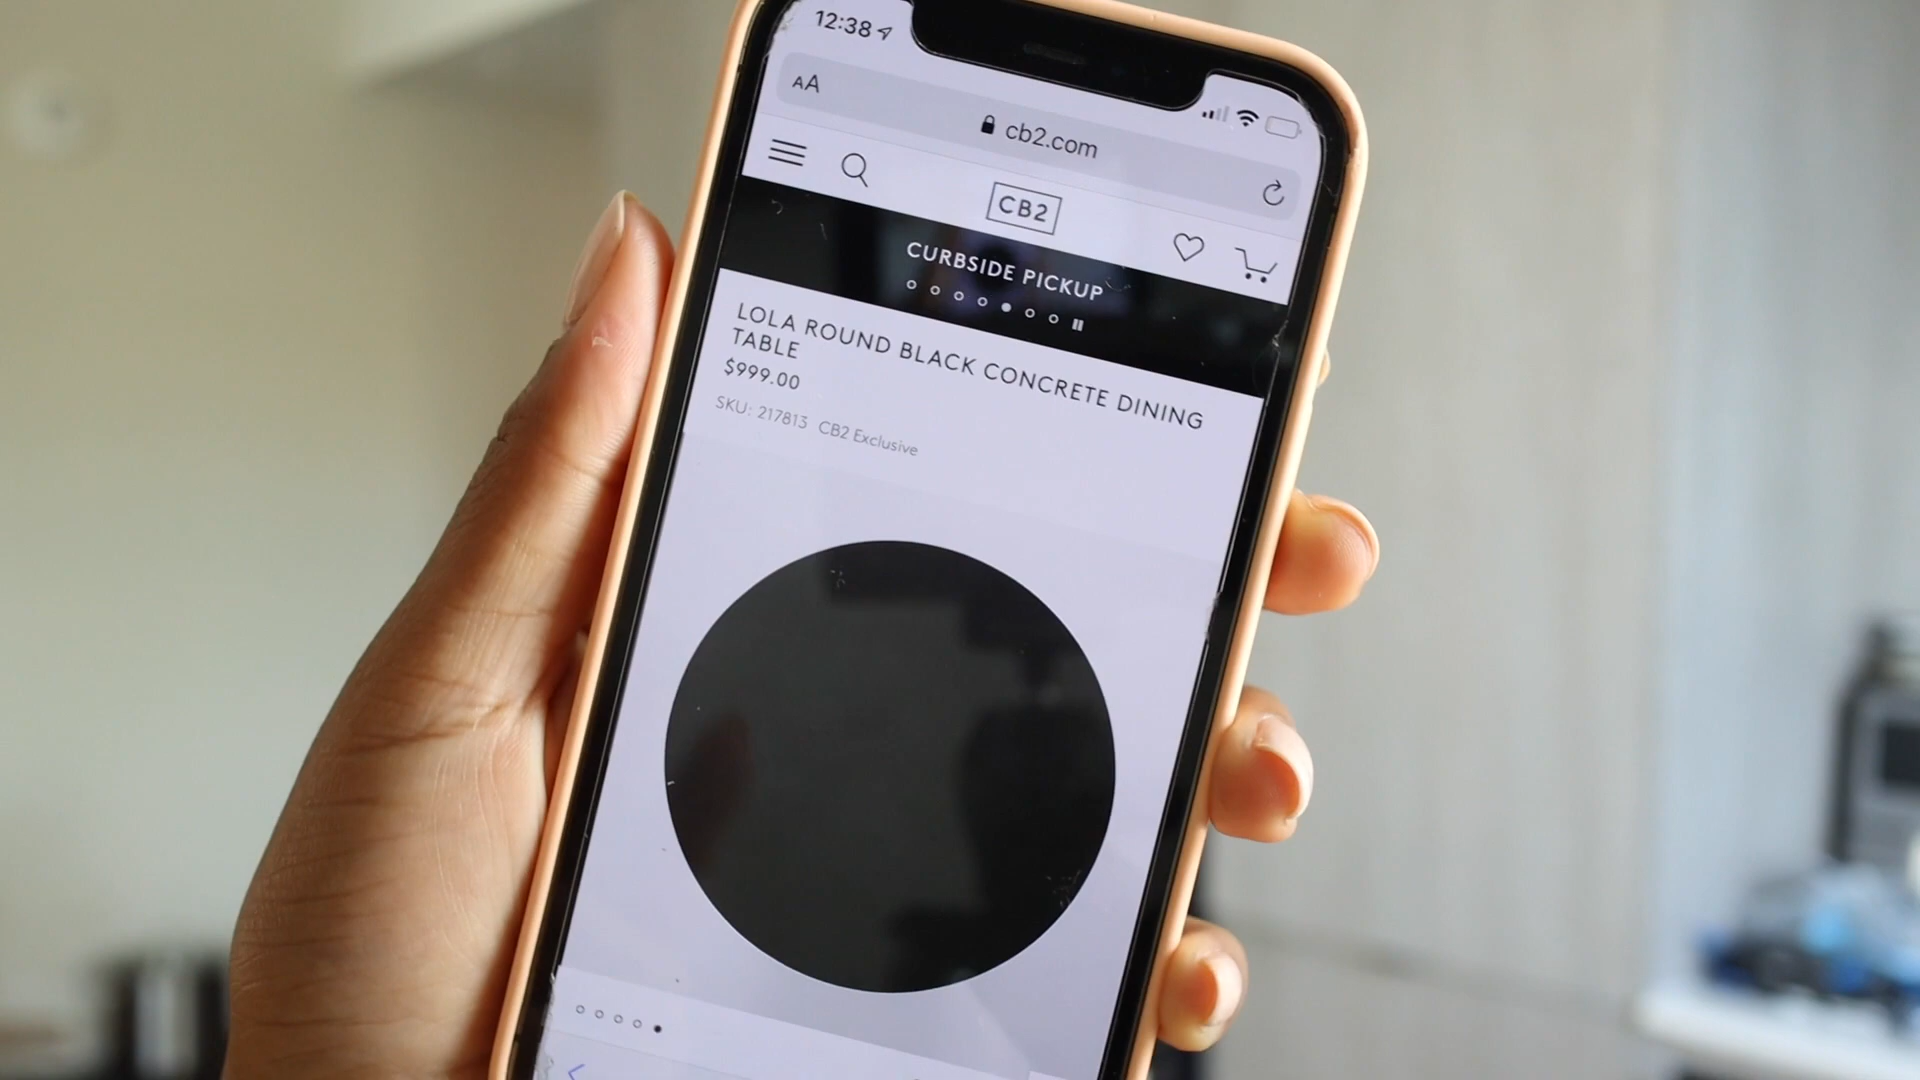 12:38
AA
cb2.com
CB2
CURBSIDE PICKUP
LOLA ROUND BLACK CONCRETE DINING
TABLE
$999.00
SKU: 217813 CB2 Exclusive